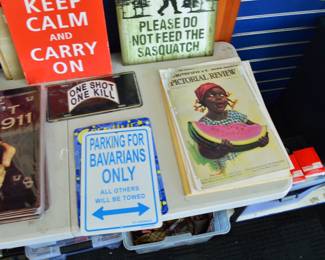 KEEP
CALM
AND
CARRY
ON
PLEASE DO
NOT FEED THE
SASQUATCH
ONE SHOT
ONE KILL
911
PICTORIAL REVIEW
PARKING FOR
BAVARIANS
ONLY
ALL OTHERS
WILL BE TOWED